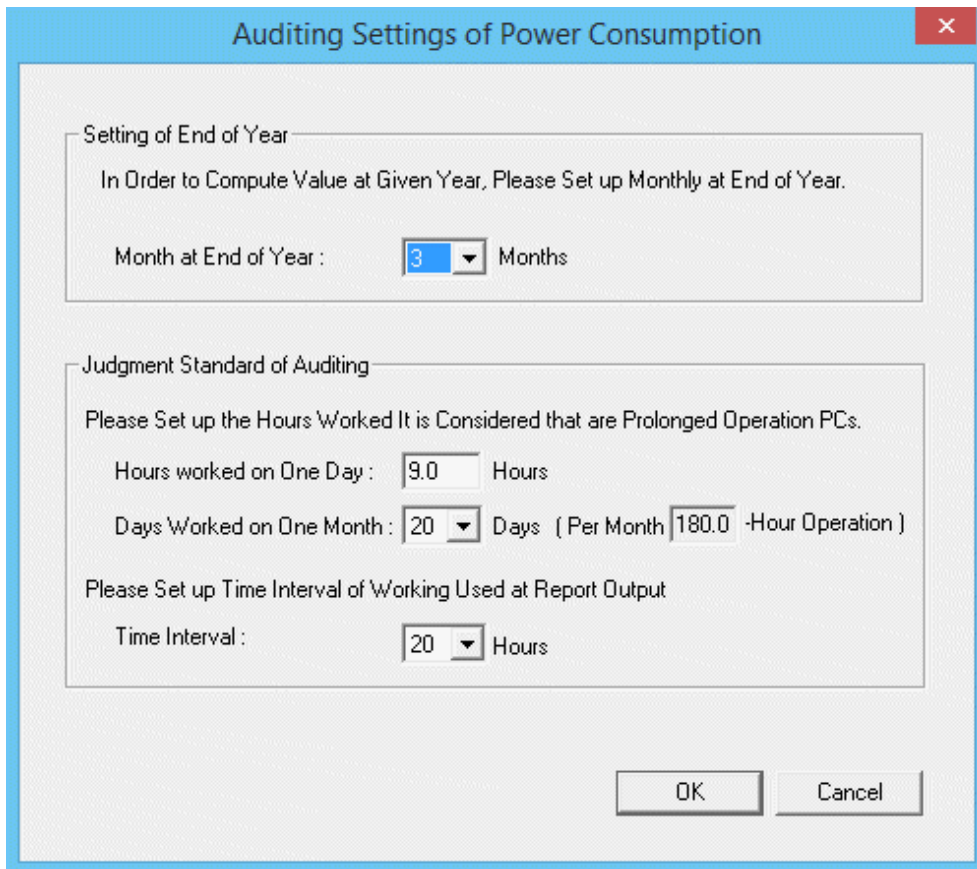 Auditing Settings of Power Consumption
Setting of End of Year
In Order to Compute Value at Given Year, Please Set up Monthly at End of Year.
Month at End of Year : 3 Months
Judgment Standard of Auditing
Please Set up the Hours Worked It is Considered that are Prolonged Operation PCs.
Hours worked on One Day : 9.0 Hours
Days Worked on One Month : 20 Days ( Per Month 180.0 -Hour Operation )
Please Set up Time Interval of Working Used at Report Output
Time Interval : 20 Hours
OK Cancel